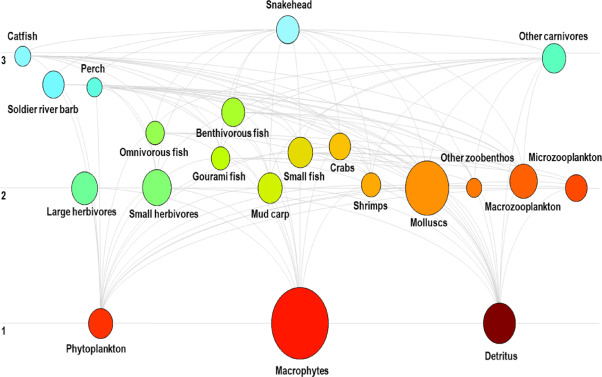 Snakehead
Catfish
Other carnivores
3
Perch
Soldier river barb
Benthivorous fish
Omnivorous fish
Crabs
Gourami fish
Small fish
Other zoobenthos
Microzooplankton
2
Large herbivores
Small herbivores
Mud carp
Shrimps
Molluscs
Macrozooplankton
1
Phytoplankton
Macrophytes
Detritus